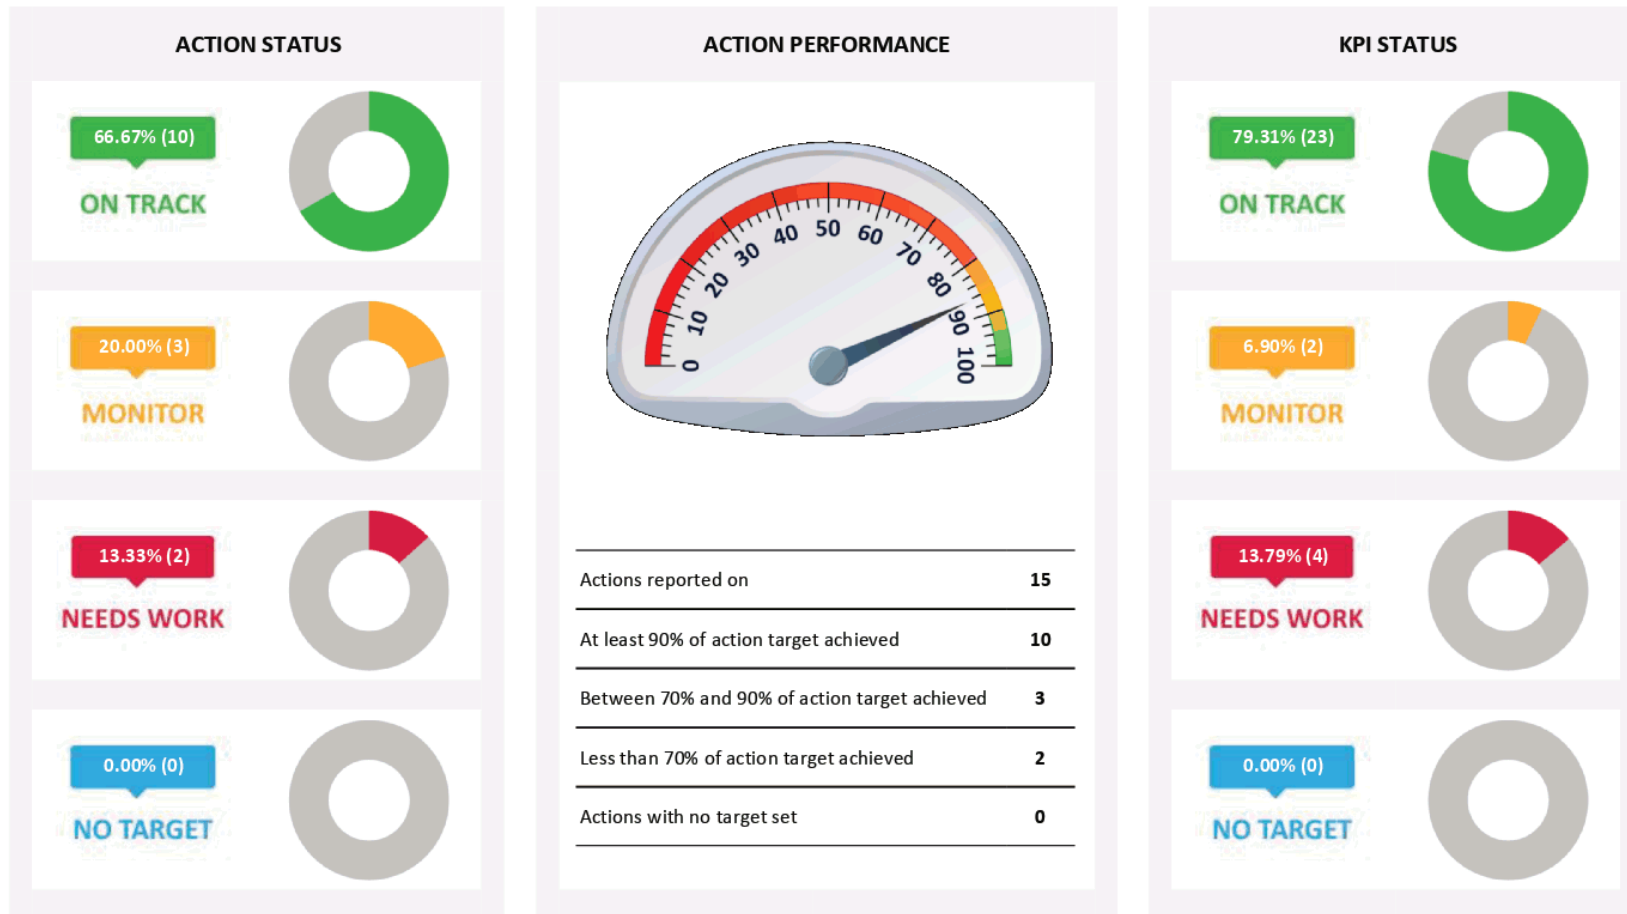 ACTION STATUS
66.67% (10)
ON TRACK
20.00% (3)
MONITOR
13.33% (2)
NEEDS WORK
0.00% (0)
NO TARGET
ACTION PERFORMANCE
0 10 20 30 40 50 60 70 80 90 100
Actions reported on 15
At least 90% of action target achieved 10
Between 70% and 90% of action target achieved 3
Less than 70% of action target achieved 2
Actions with no target set 0
KPI STATUS
79.31% (23)
ON TRACK
6.90% (2)
MONITOR
13.79% (4)
NEEDS WORK
0.00% (0)
NO TARGET